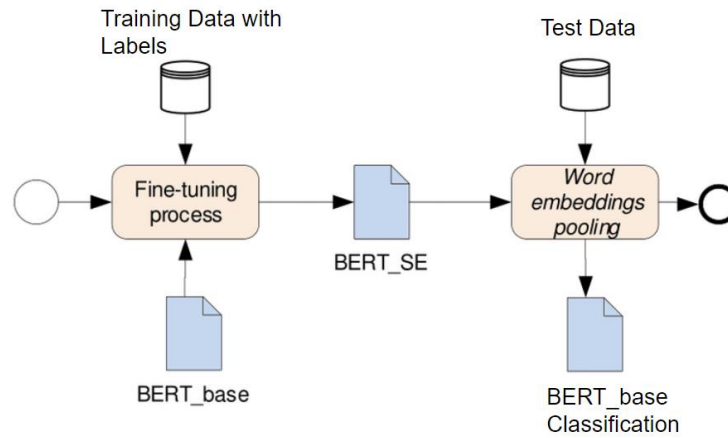 Training Data with
Labels
Test Data
Fine-tuning
process
Word
embeddings
pooling
BERT_SE
BERT_base
BERT_base
Classification